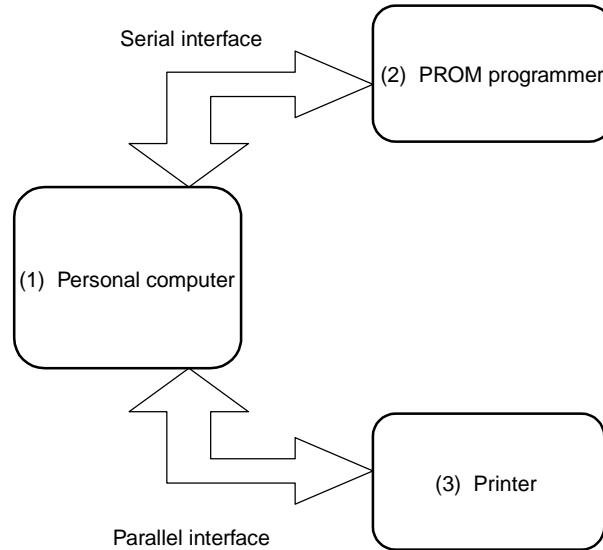 Serial interface
(2) PROM programmer
(1) Personal computer
(3) Printer
Parallel interface